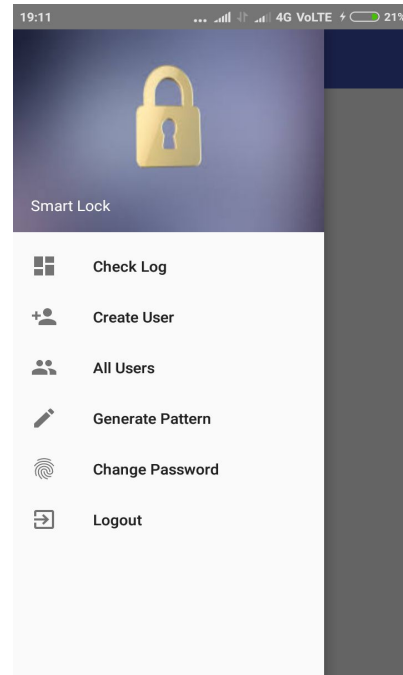 19:11 ... 4G VoLTE 21%
Smart Lock
Check Log
Create User
All Users
Generate Pattern
Change Password
Logout